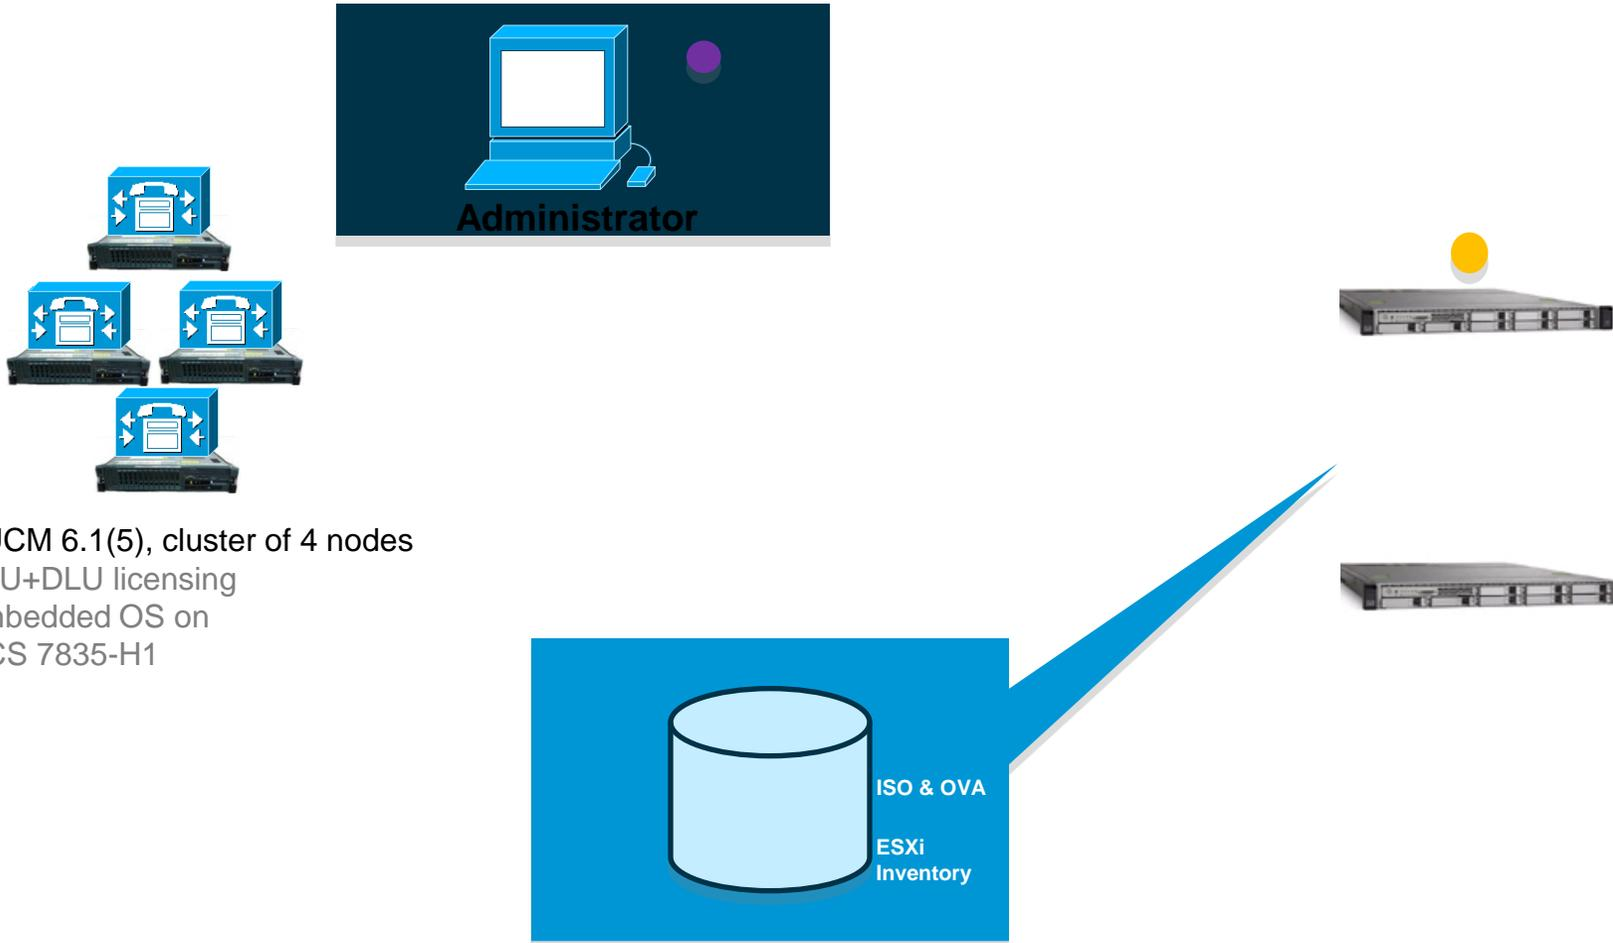 Administrator
UCM 6.1(5), cluster of 4 nodes
U+DLU licensing
bedded OS on
CS 7835-H1
ISO & OVA
ESXi
Inventory